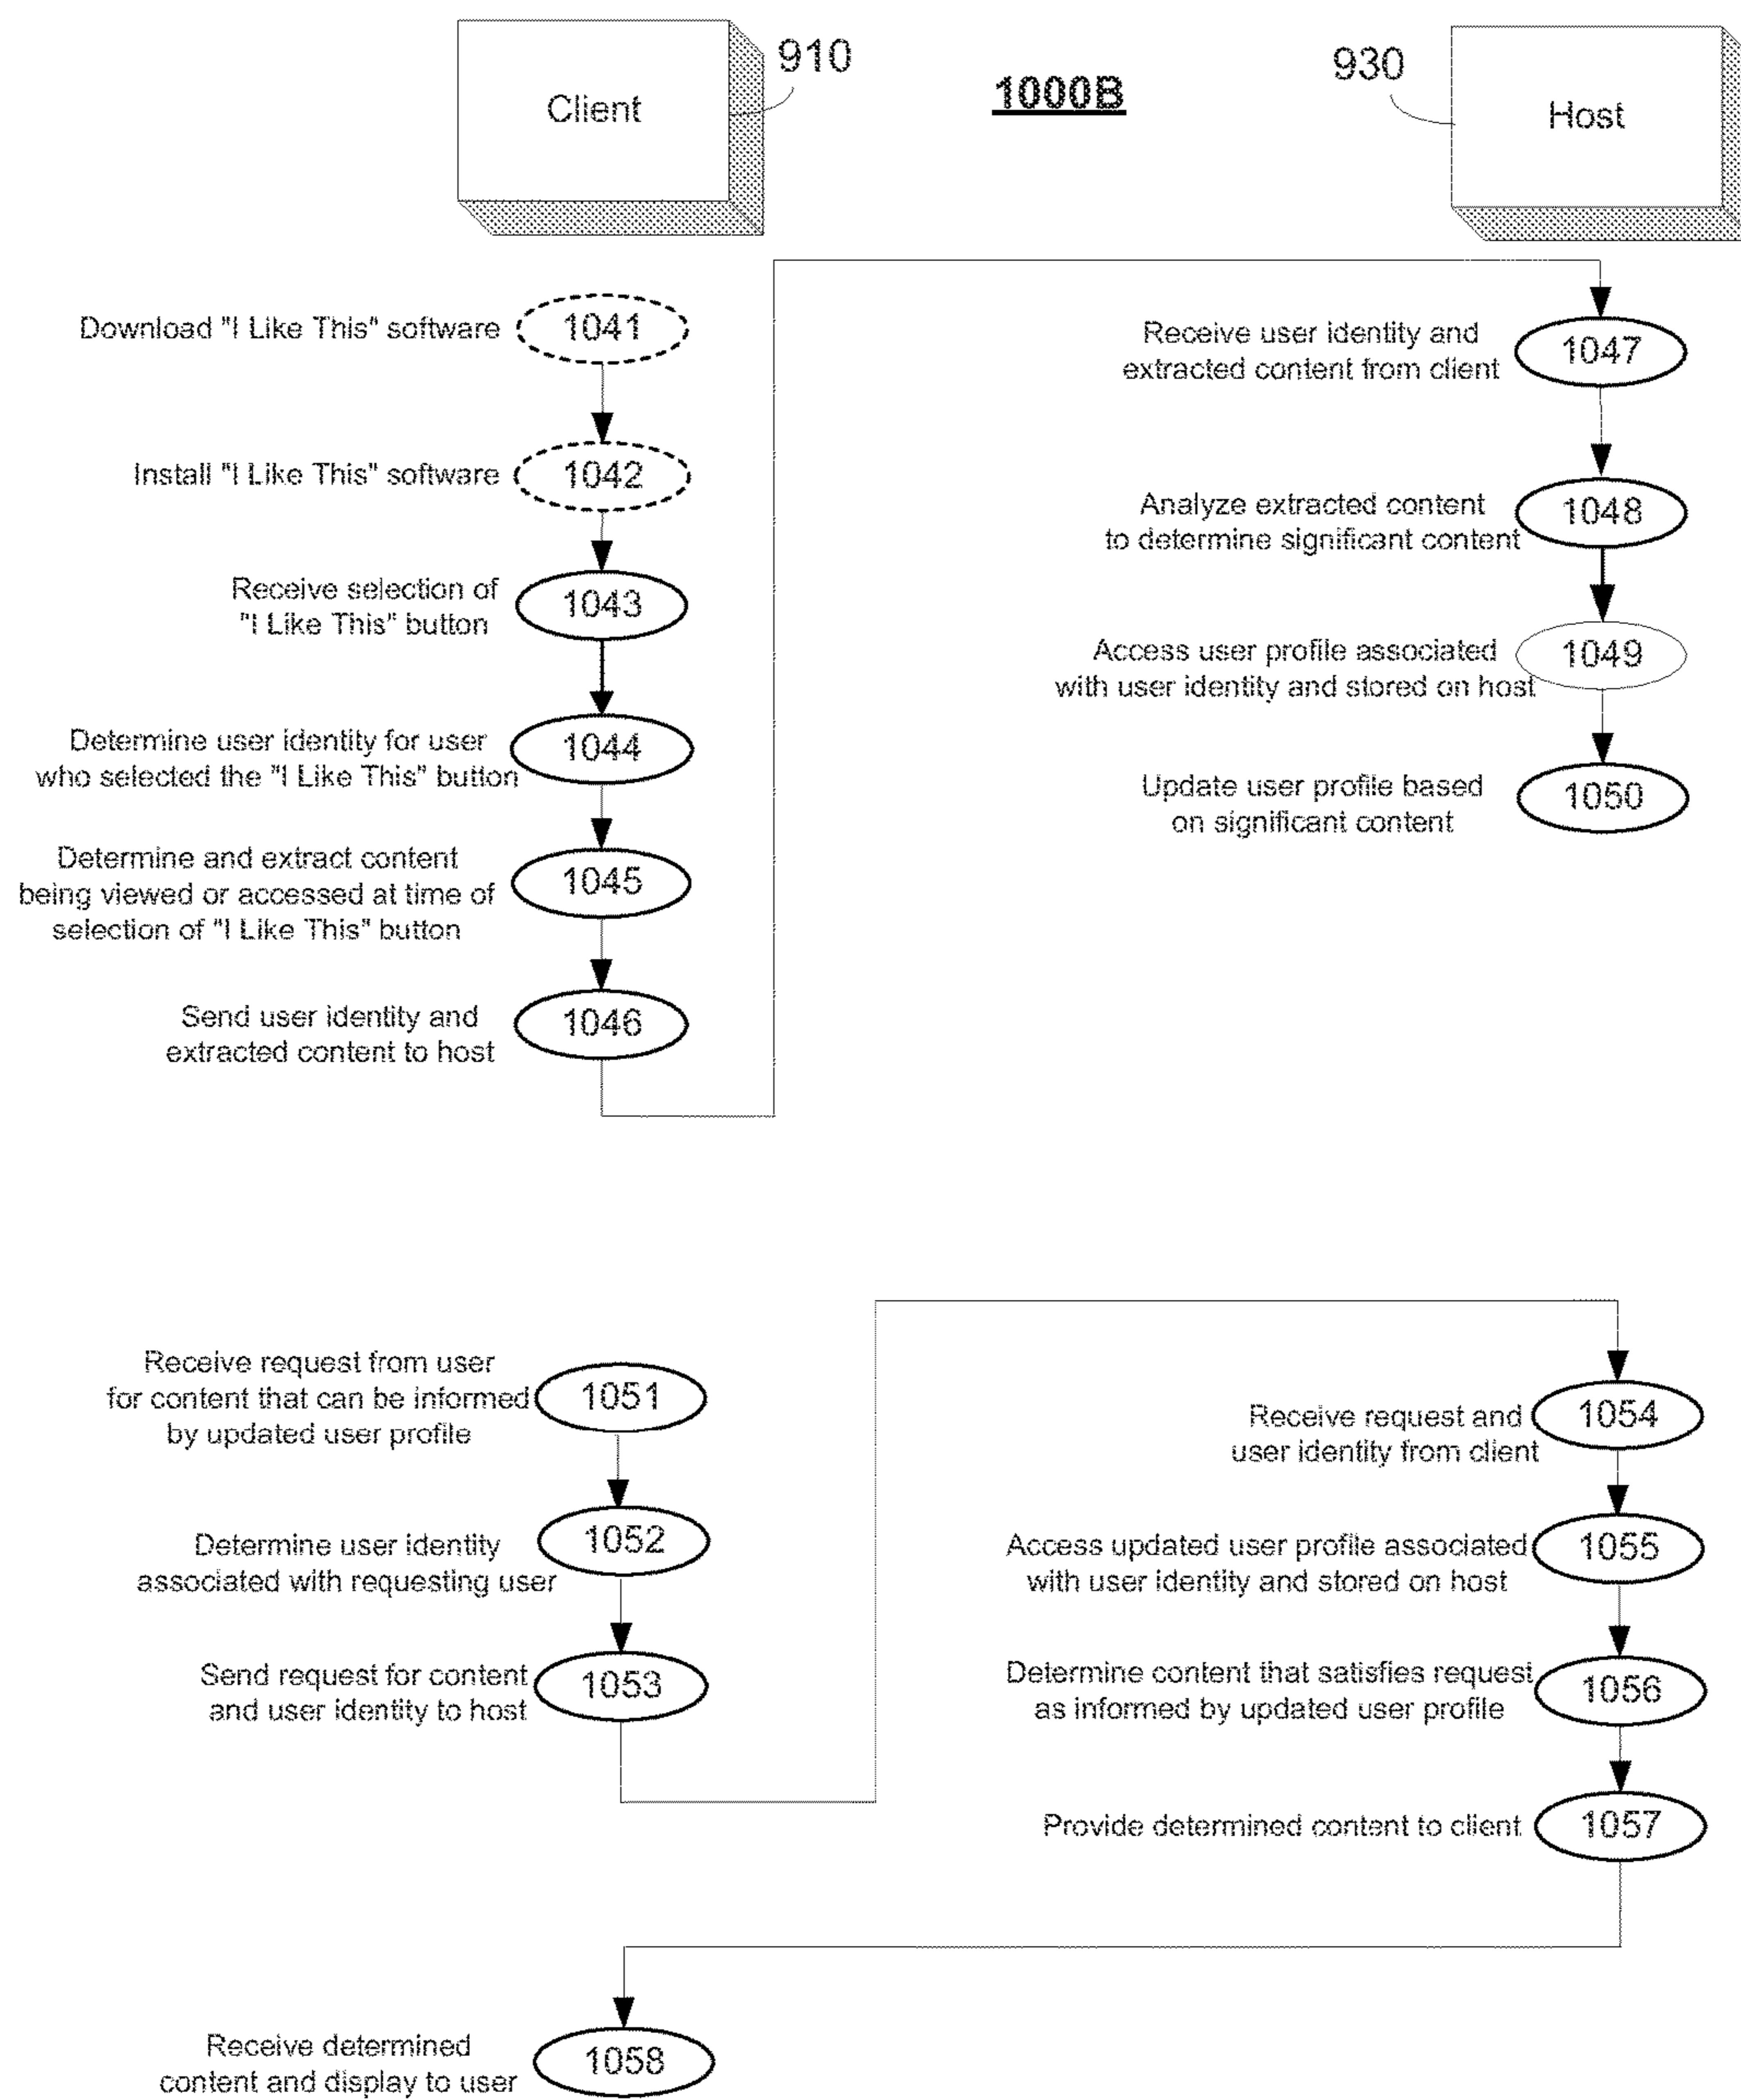 Client
910
1000B
930
Host
Download "I Like This" software
1041
Install "I Like This" software
1042
Receive selection of
"I Like This" button
1043
Determine user identity for user
who selected the "I Like This" button
1044
Determine and extract content
being viewed or accessed at time of
selection of "I Like This" button
1045
Send user identity and
extracted content to host
1046
Receive user identity and
extracted content from client
1047
Analyze extracted content
to determine significant content
1048
Access user profile associated
with user identity and stored on host
1049
Update user profile based
on significant content
1050
Receive request from user
for content that can be informed
by updated user profile
1051
Determine user identity
associated with requesting user
1052
Send request for content
and user identity to host
1053
Receive request and
user identity from client
1054
Access updated user profile associated
with user identity and stored on host
1055
Determine content that satisfies request
as informed by updated user profile
1056
Provide determined content to client
1057
Receive determined
content and display to user
1058